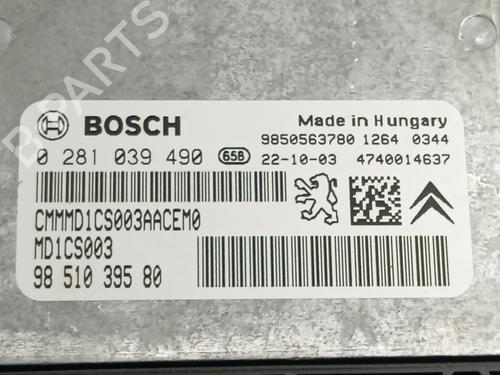 BOSCH
Made in Hungary
9850563780 1264 0344
0 281 039 490 65B 22-10-03 4740014637
CMMMD1CS003AACEM0
MD1CS003
98 510 395 80
B-PARTS